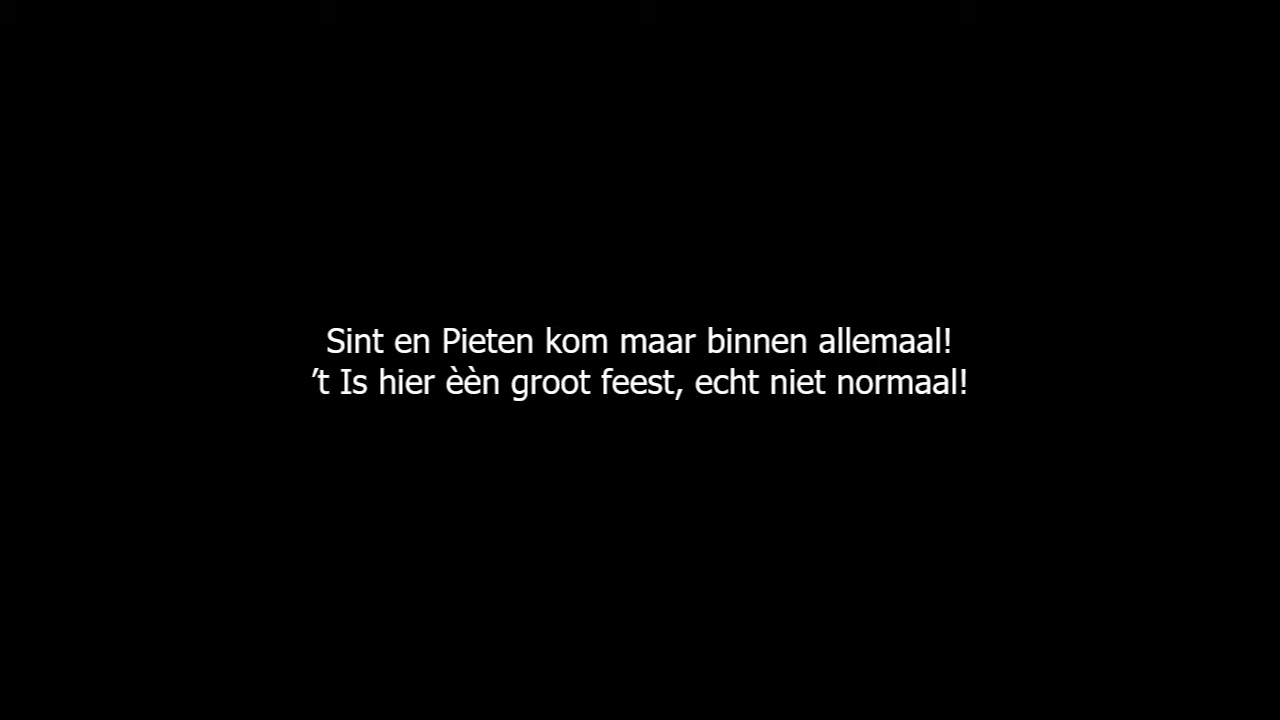 Sint en Pieten kom maar binnen allemaal!
’t Is hier èèn groot feest, echt niet normaal!